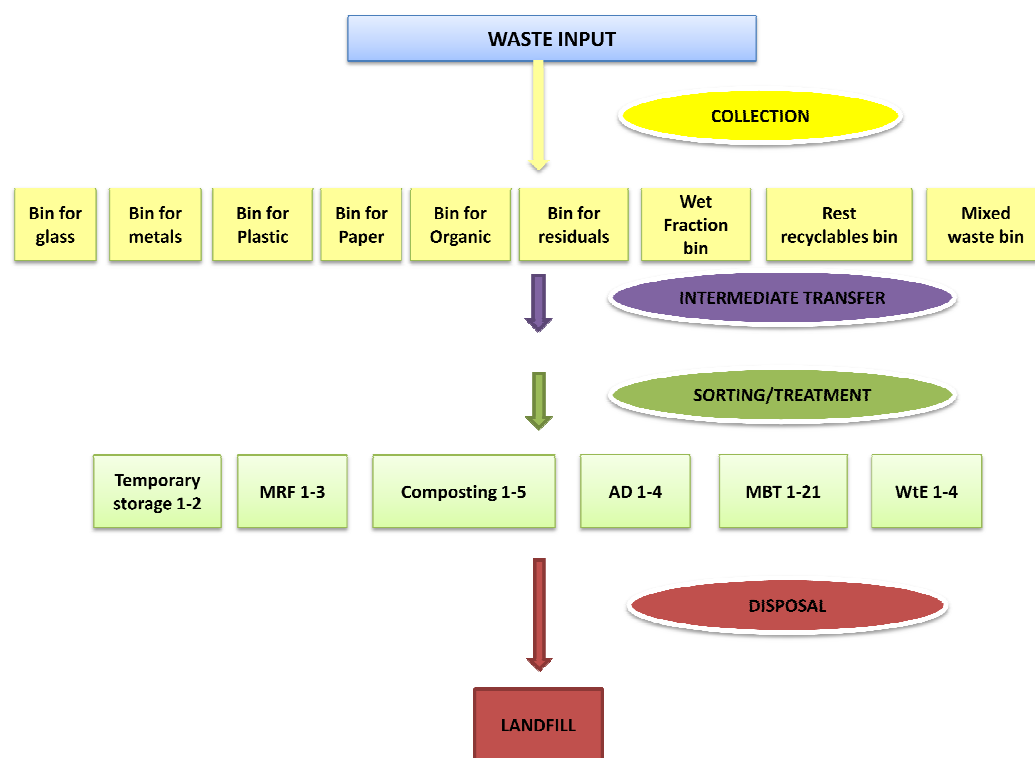 WASTE INPUT
COLLECTION
Bin for
glass
Bin for
metals
Bin for
Plastic
Bin for
Paper
Bin for
Organic
Bin for
residuals
Wet
Fraction
bin
Rest
recyclables bin
Mixed
waste bin
INTERMEDIATE TRANSFER
SORTING/TREATMENT
Temporary
storage 1-2
MRF 1-3
Composting 1-5
AD 1-4
MBT 1-21
WtE 1-4
DISPOSAL
LANDFILL